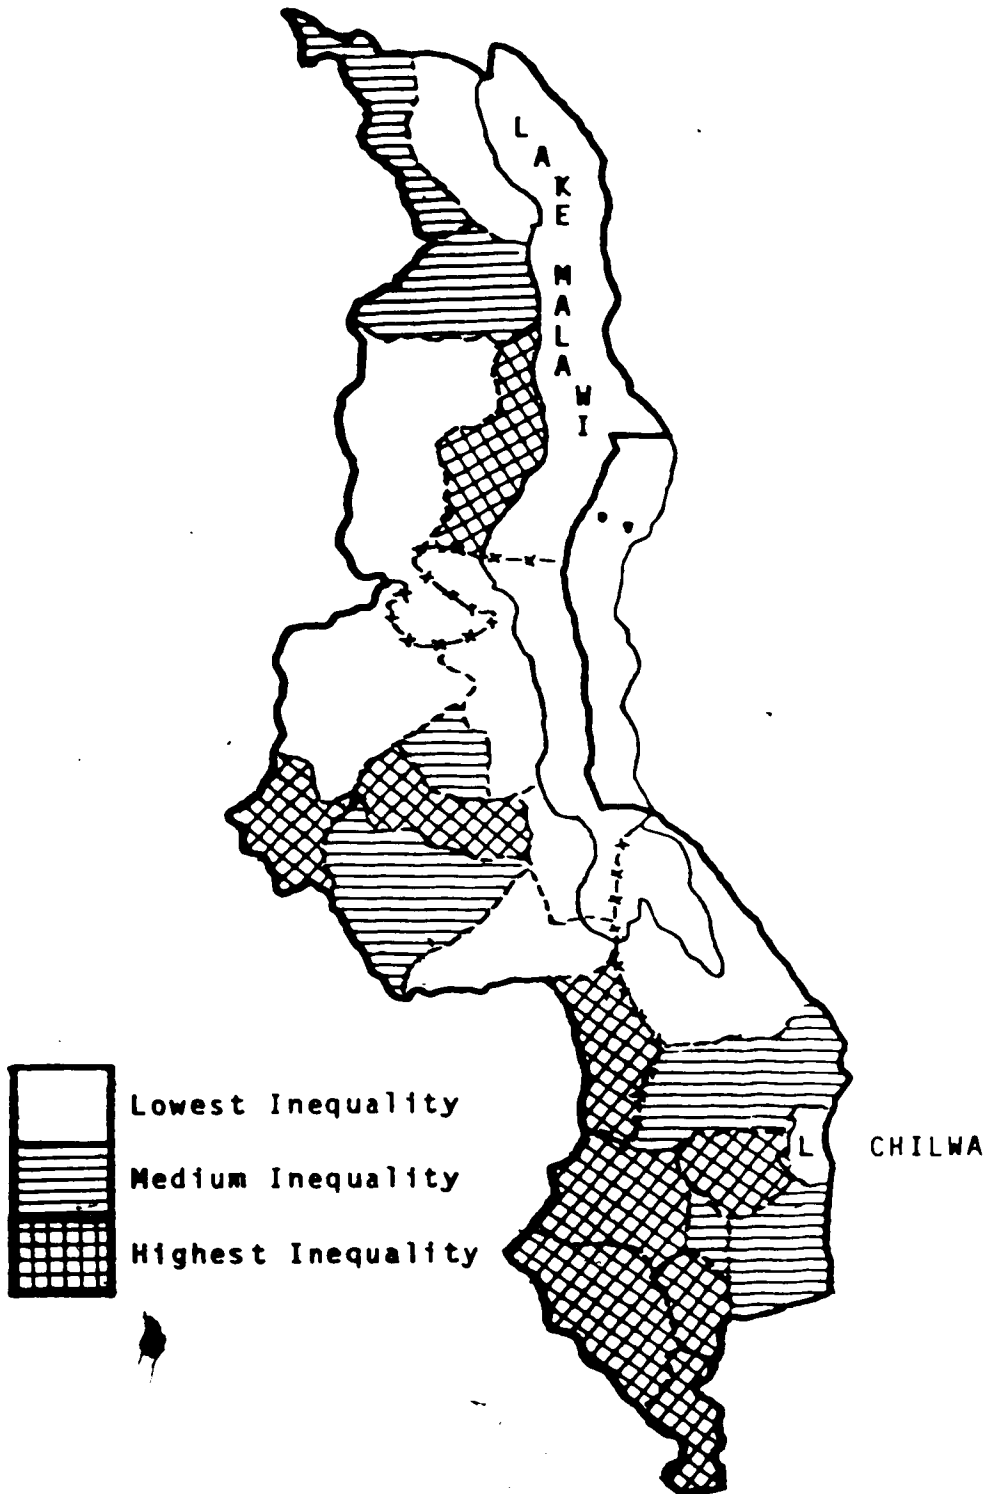 LAKE MALAWI
L CHILWA
Lowest Inequality
Medium Inequality
Highest Inequality